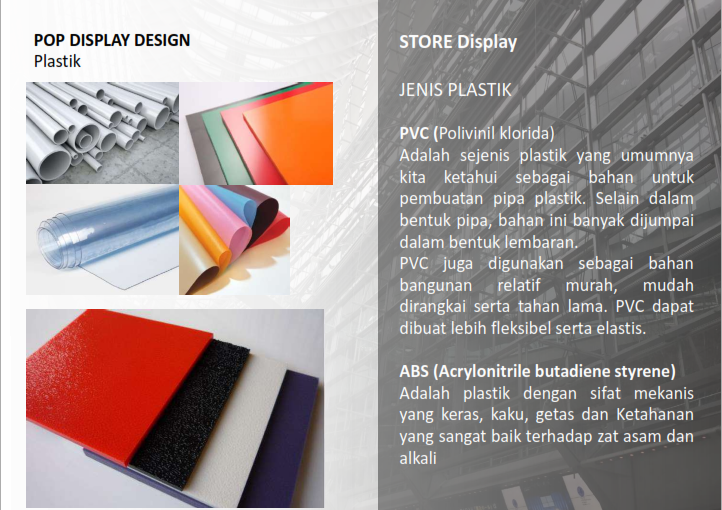 POP DISPLAY DESIGN
Plastik
STORE Display
JENIS PLASTIK
PVC (Polivinil klorida)
Adalah sejenis plastik yang umumnya
kita ketahui sebagai bahan untuk
pembuatan pipa plastik. Selain dalam
bentuk pipa, bahan ini banyak dijumpai
dalam bentuk lembaran.
PVC juga digunakan sebagai bahan
bangunan relatif murah, mudah
dirangkai serta tahan lama. PVC dapat
dibuat lebih fleksibel serta elastis.
ABS (Acrylonitrile butadiene styrene)
Adalah plastik dengan sifat mekanis
yang keras, kaku, getas dan Ketahanan
yang sangat baik terhadap zat asam dan
alkali